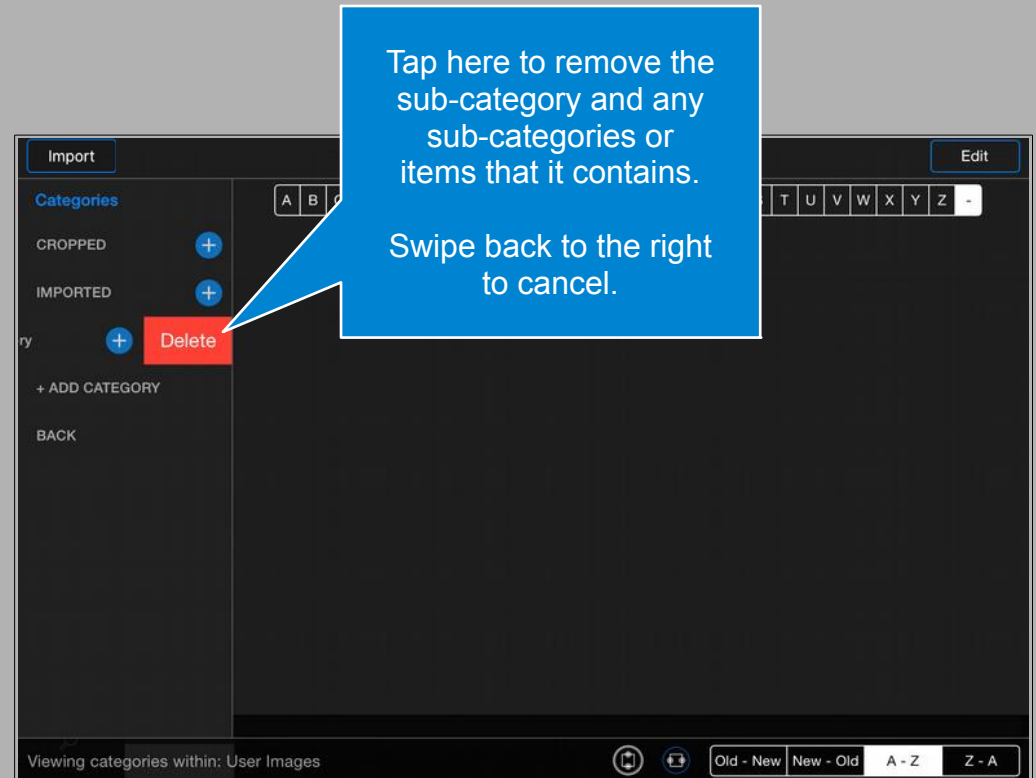 Tap here to remove the
sub-category and any
sub-categories or
items that it contains.
Swipe back to the right
to cancel.
Import
Edit
Categories
A B T U V W X Y Z -
CROPPED
IMPORTED
ry Delete
+ ADD CATEGORY
BACK
Viewing categories within: User Images
Old - New New - Old A - Z Z - A